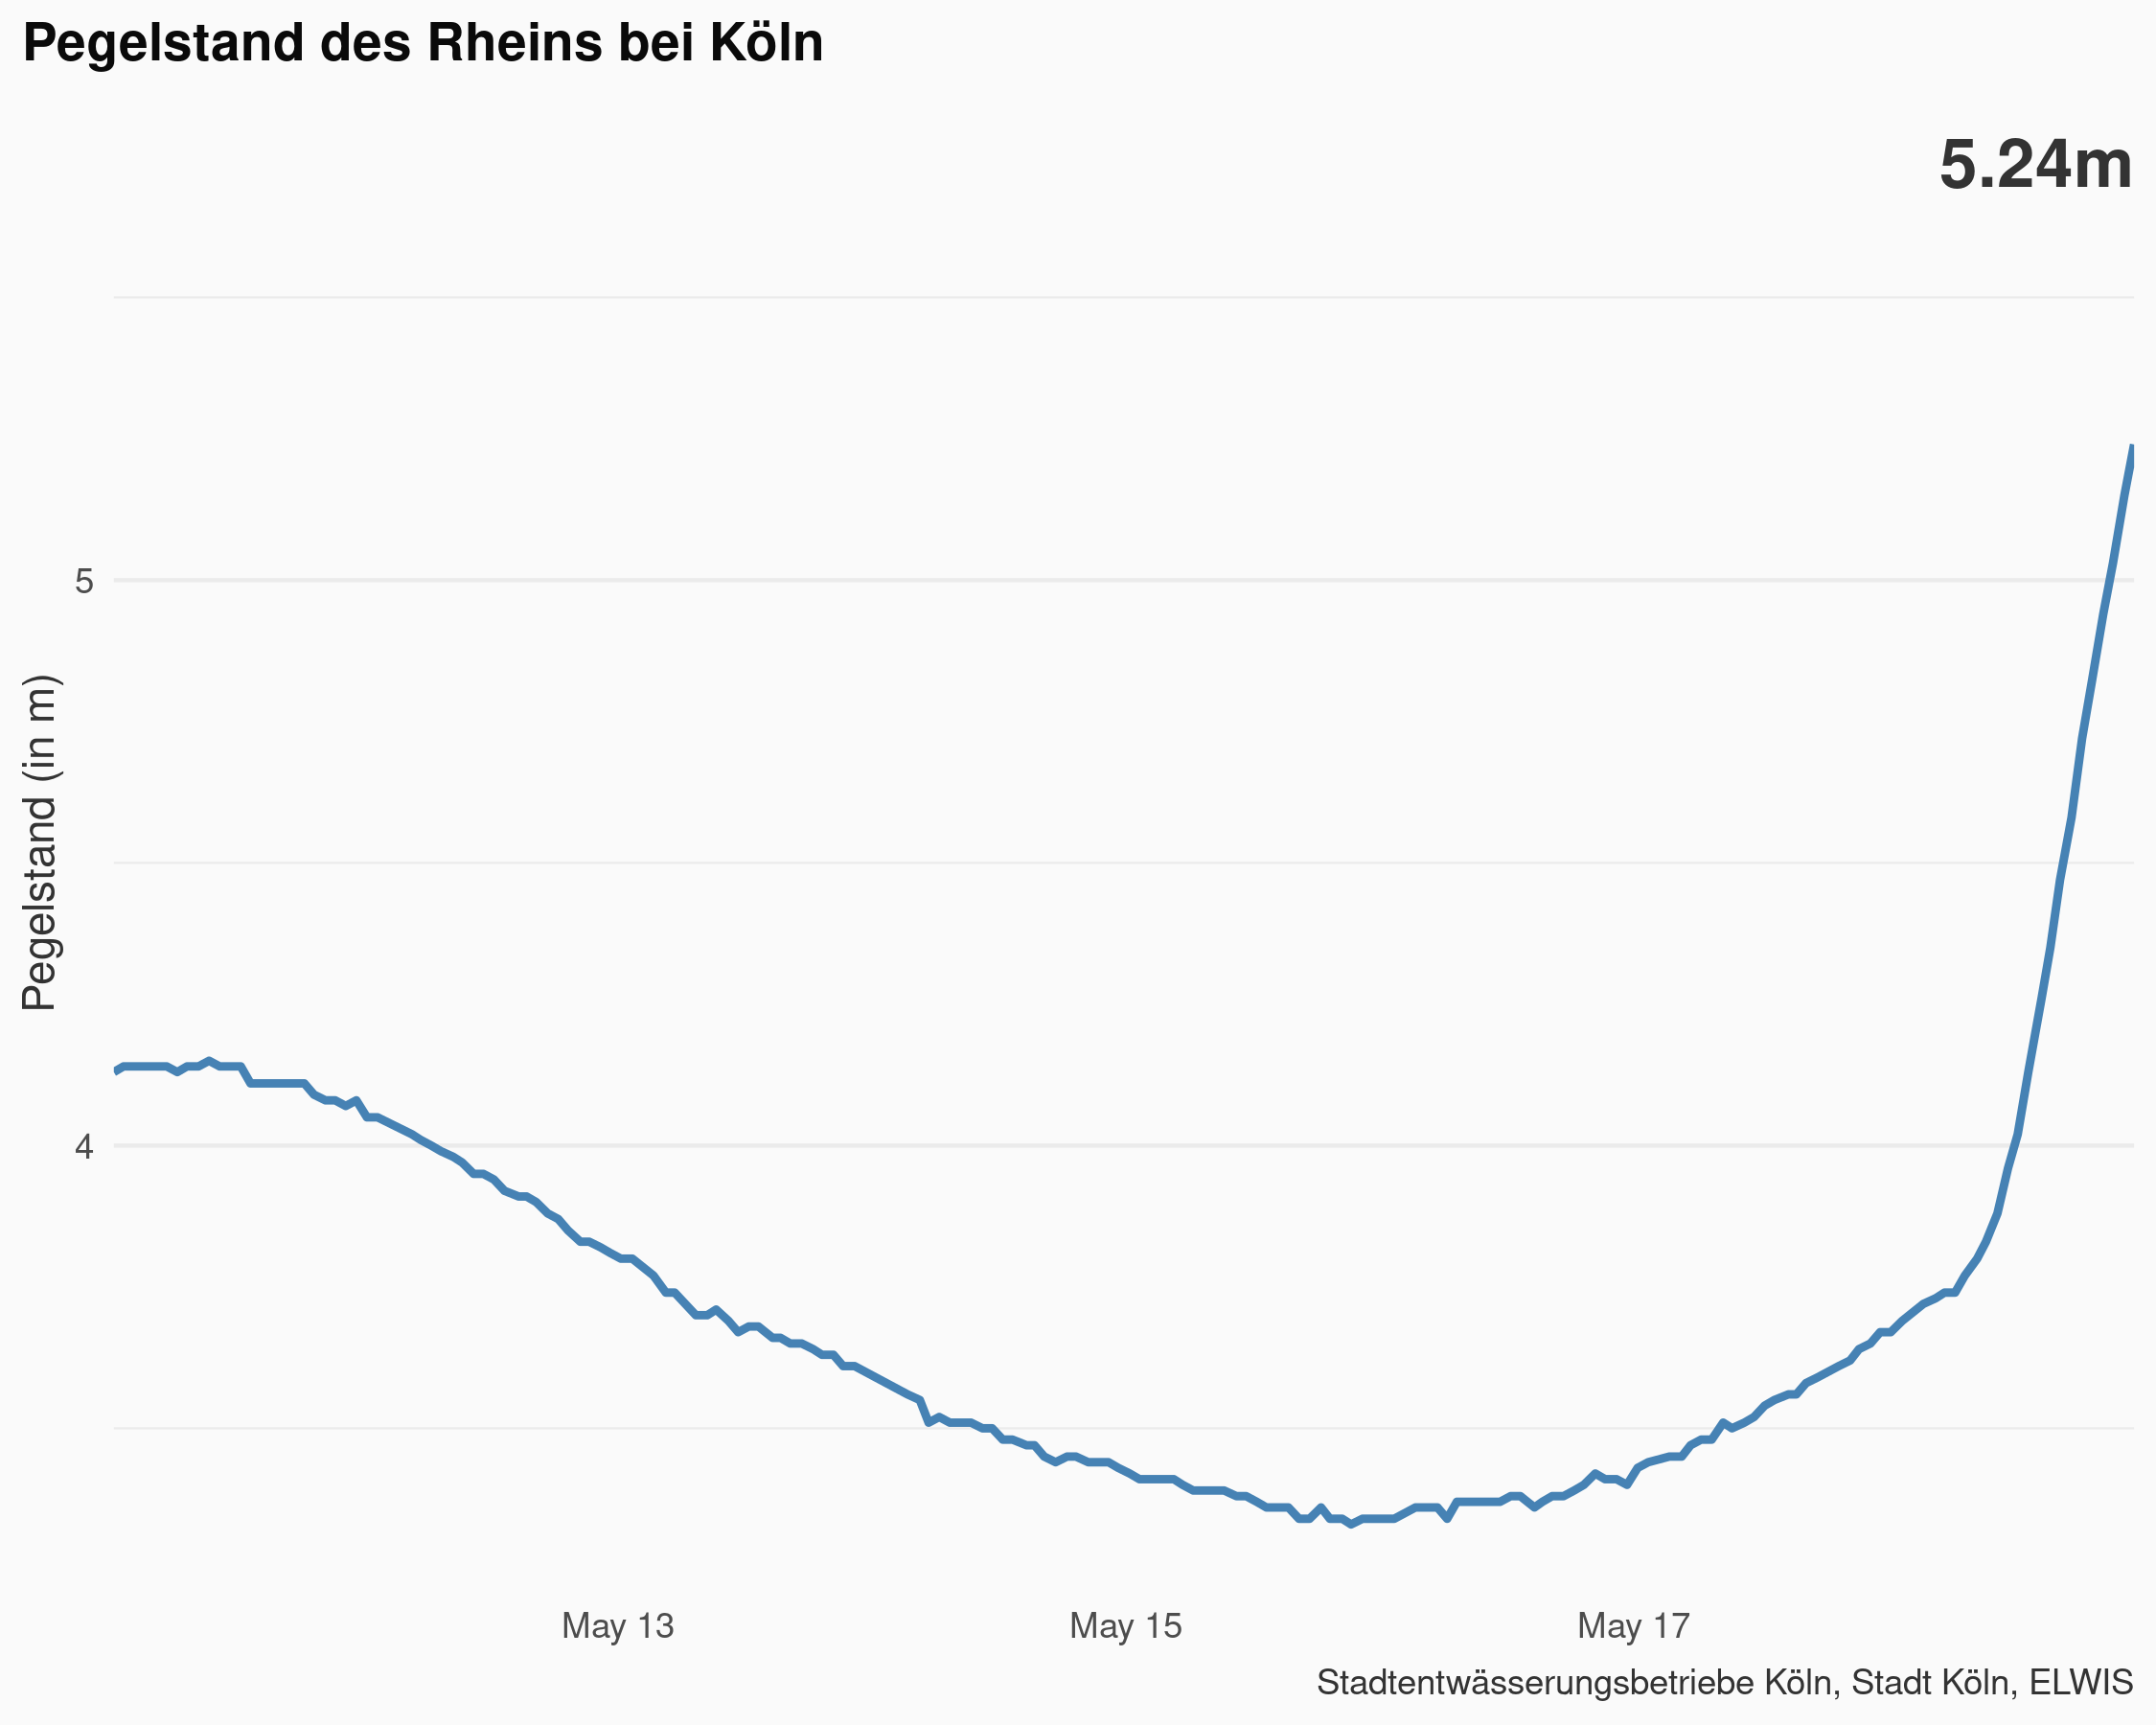 Pegelstand des Rheins bei Köln
5.24m
Pegelstand (in m)
5
4
May 13
May 15
May 17
Stadtentwässerungsbetriebe Köln, Stadt Köln, ELWIS